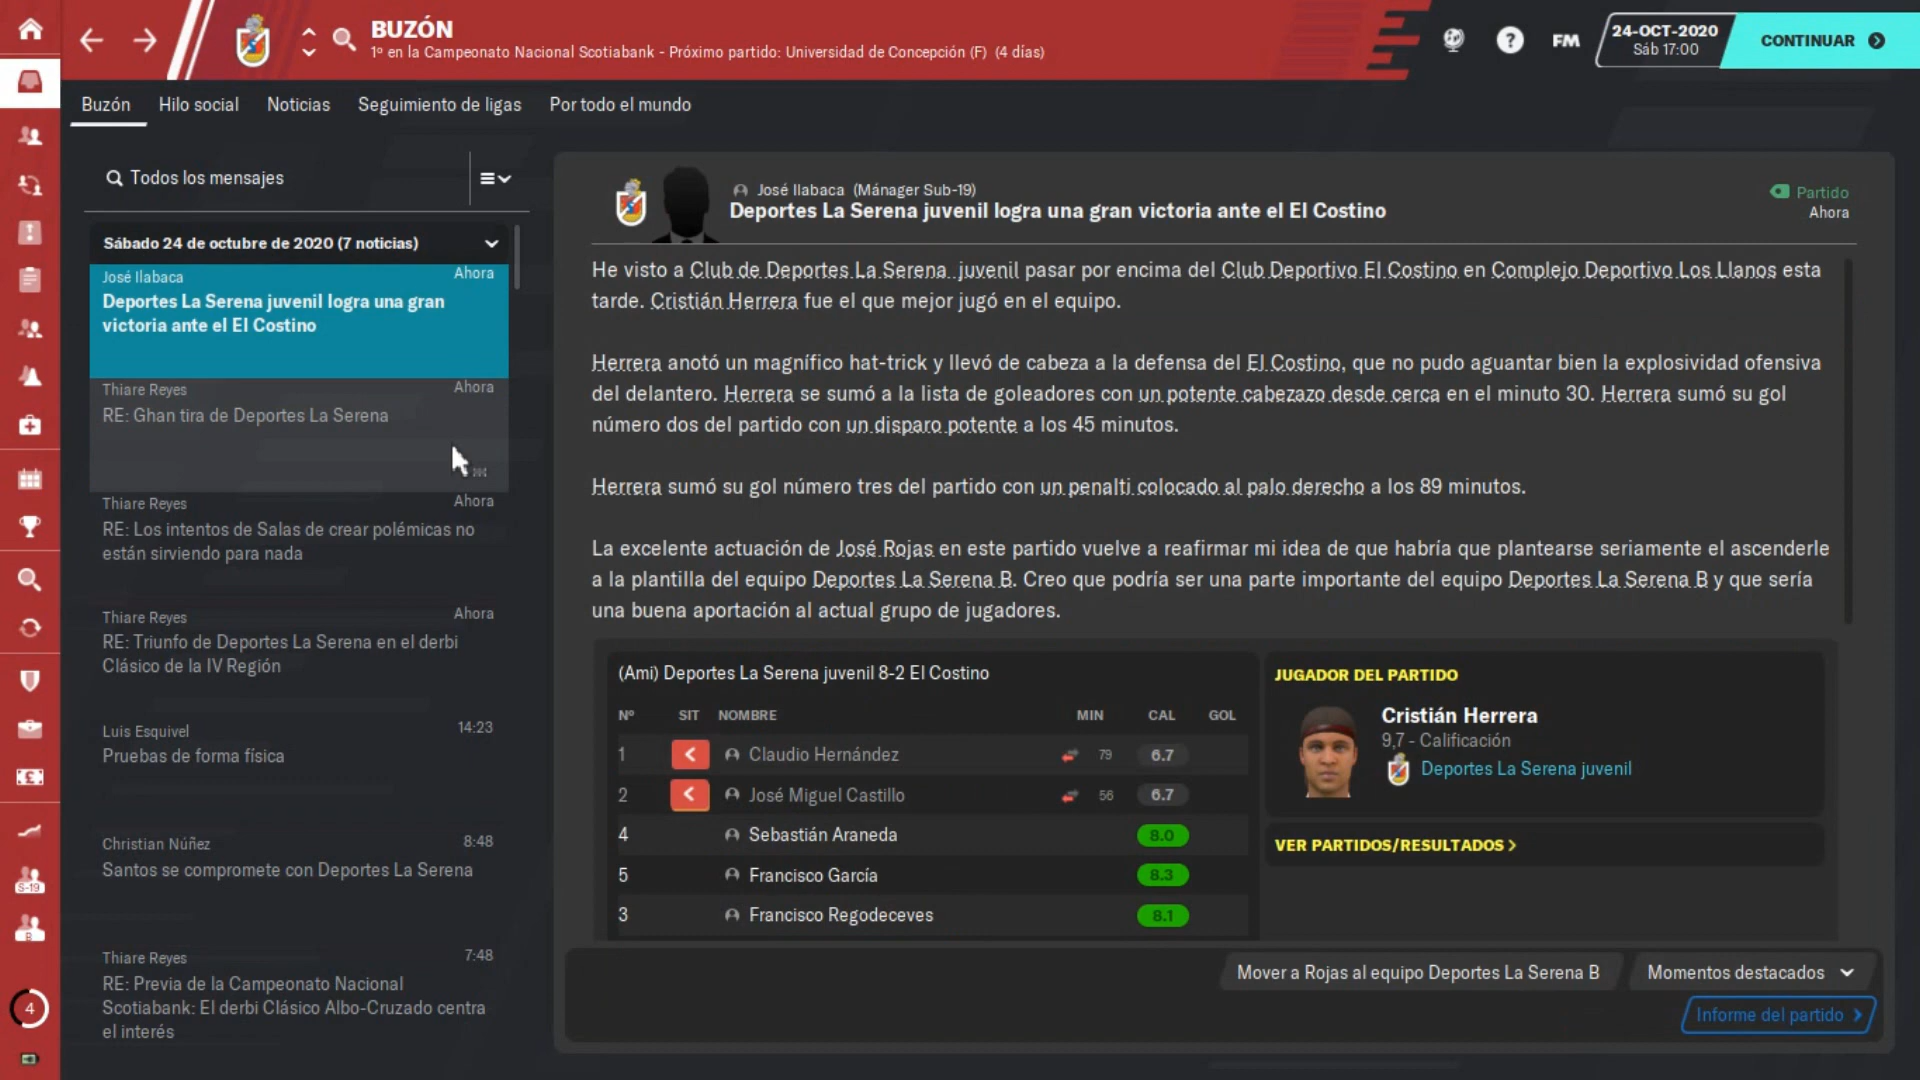 BUZÓN
1º en la Campeonato Nacional Scotiabank - Próximo partido: Universidad de Concepción (F) (4 días)
?
FM
24-OCT-2020
Sáb 17:00
CONTINUAR
Buzón
Hilo social
Noticias
Seguimiento de ligas
Por todo el mundo
Todos los mensajes
Sábado 24 de octubre de 2020 (7 noticias)
José Ilabaca
Ahora
Deportes La Serena juvenil logra una gran
victoria ante el El Costino
Thiare Reyes
Ahora
RE: Ghan tira de Deportes La Serena
Thiare Reyes
Ahora
RE: Los intentos de Salas de crear polémicas no
están sirviendo para nada
Thiare Reyes
Ahora
RE: Triunfo de Deportes La Serena en el derbi
Clásico de la IV Región
Luis Esquivel
14:23
Pruebas de forma física
Christian Núñez
8:48
Santos se compromete con Deportes La Serena
Thiare Reyes
7:48
RE: Previa de la Campeonato Nacional
Scotiabank: El derbi Clásico Albo-Cruzado centra
el interés
S-19
B
4
José Ilabaca (Mánager Sub-19)
Deportes La Serena juvenil logra una gran victoria ante el El Costino
Partido
Ahora
He visto a Club de Deportes La Serena juvenil pasar por encima del Club Deportivo El Costino en Complejo Deportivo Los Llanos esta
tarde. Cristián Herrera fue el que mejor jugó en el equipo.
Herrera anotó un magnífico hat-trick y llevó de cabeza a la defensa del El Costino, que no pudo aguantar bien la explosividad ofensiva
del delantero. Herrera se sumó a la lista de goleadores con un potente cabezazo desde cerca en el minuto 30. Herrera sumó su gol
número dos del partido con un disparo potente a los 45 minutos.
Herrera sumó su gol número tres del partido con un penalti colocado al palo derecho a los 89 minutos.
La excelente actuación de José Rojas en este partido vuelve a reafirmar mi idea de que habría que plantearse seriamente el ascenderle
a la plantilla del equipo Deportes La Serena B. Creo que podría ser una parte importante del equipo Deportes La Serena B y que sería
una buena aportación al actual grupo de jugadores.
(Ami) Deportes La Serena juvenil 8-2 El Costino
Nº SIT NOMBRE MIN CAL GOL
1 Claudio Hernández 79 6.7
2 José Miguel Castillo 56 6.7
4 Sebastián Araneda 8.0
5 Francisco García 8.3
3 Francisco Regodeceves 8.1
JUGADOR DEL PARTIDO
Cristián Herrera
9,7 - Calificación
Deportes La Serena juvenil
VER PARTIDOS/RESULTADOS >
Mover a Rojas al equipo Deportes La Serena B
Momentos destacados
Informe del partido >